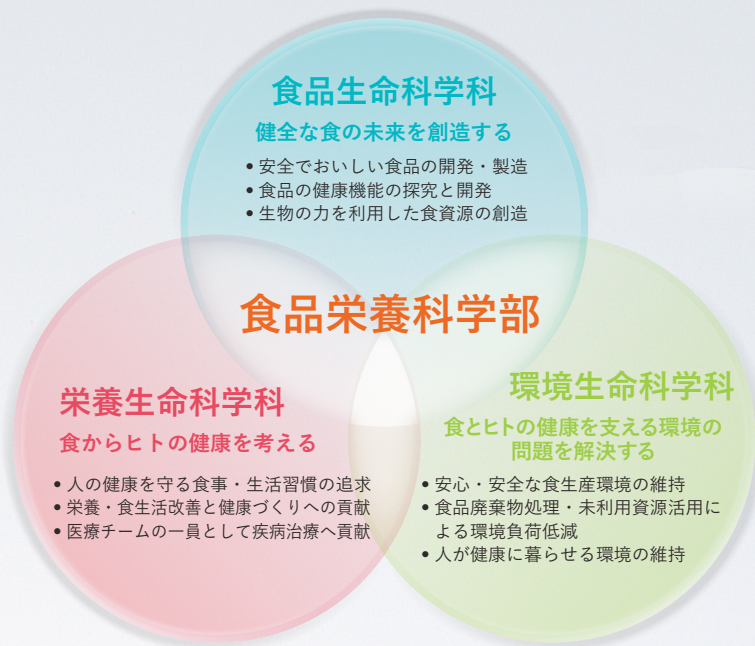 食品生命科学科
健全な食の未来を創造する
• 安全でおいしい食品の開発・製造
• 食品の健康機能の探究と開発
• 生物の力を利用した食資源の創造
食品栄養科学部
栄養生命科学科
食からヒトの健康を考える
• 人の健康を守る食事・生活習慣の追求
• 栄養・食生活改善と健康づくりへの貢献
• 医療チームの一員として疾病治療へ貢献
環境生命科学科
食とヒトの健康を支える環境の
問題を解決する
• 安心・安全な食生産環境の維持
• 食品廃棄物処理・未利用資源活用に
よる環境負荷低減
• 人が健康に暮らせる環境の維持